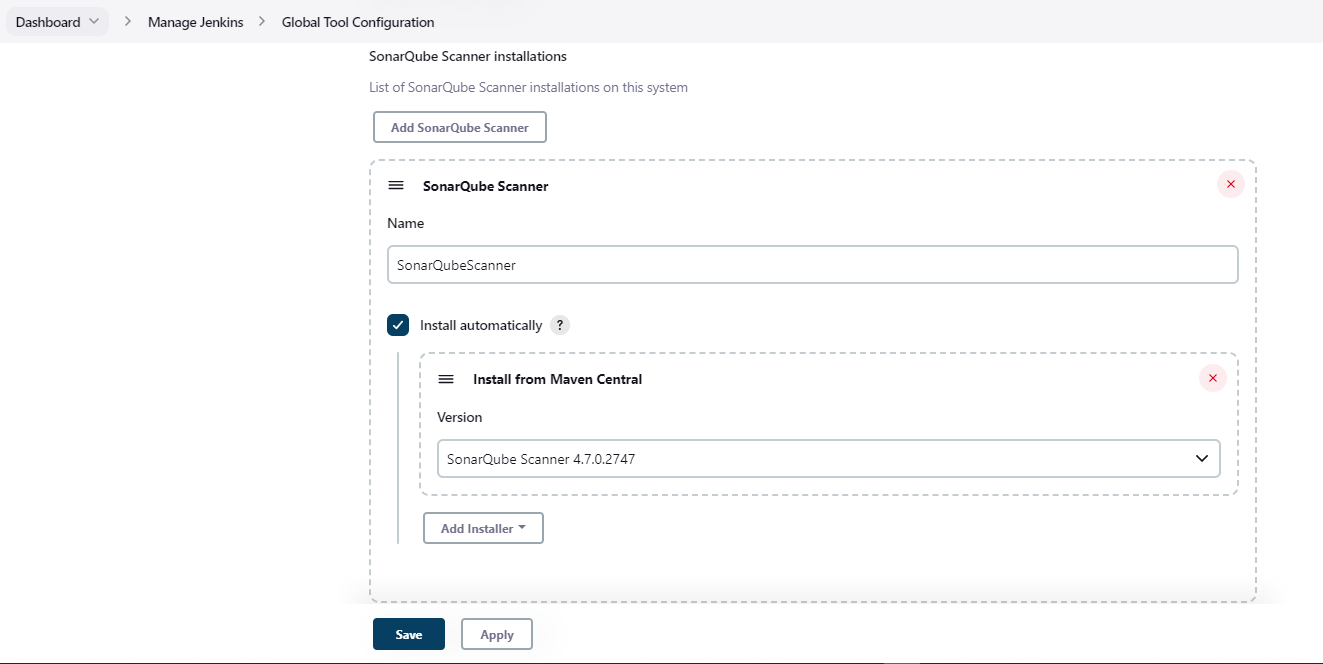 Dashboard Manage Jenkins Global Tool Configuration
SonarQube Scanner installations
List of SonarQube Scanner installations on this system
Add SonarQube Scanner
SonarQube Scanner
Name
SonarQubeScanner
Install automatically ?
Install from Maven Central
Version
SonarQube Scanner 4.7.0.2747
Add Installer
Save Apply